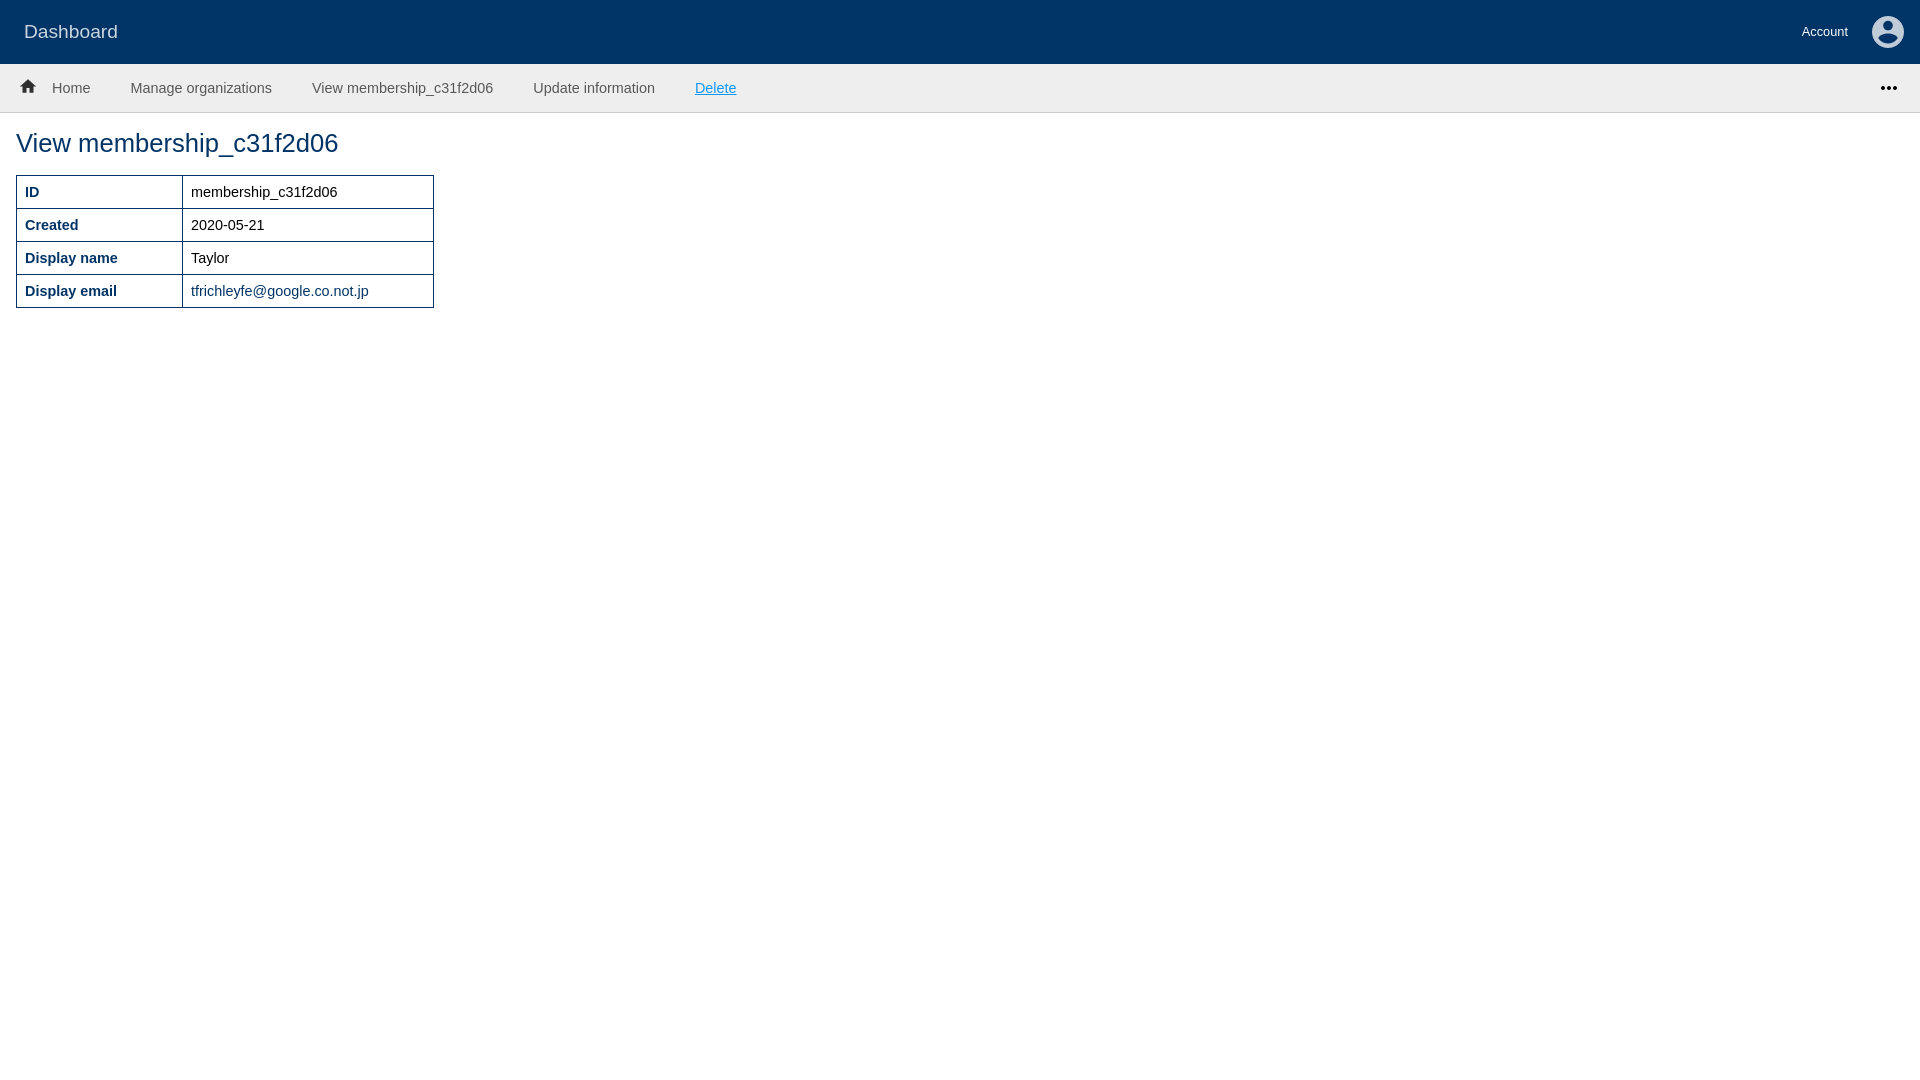 Dashboard
Account
Home Manage organizations View membership_c31f2d06 Update information Delete
View membership_c31f2d06
ID membership_c31f2d06
Created 2020-05-21
Display name Taylor
Display email tfrichleyfe@google.co.not.jp